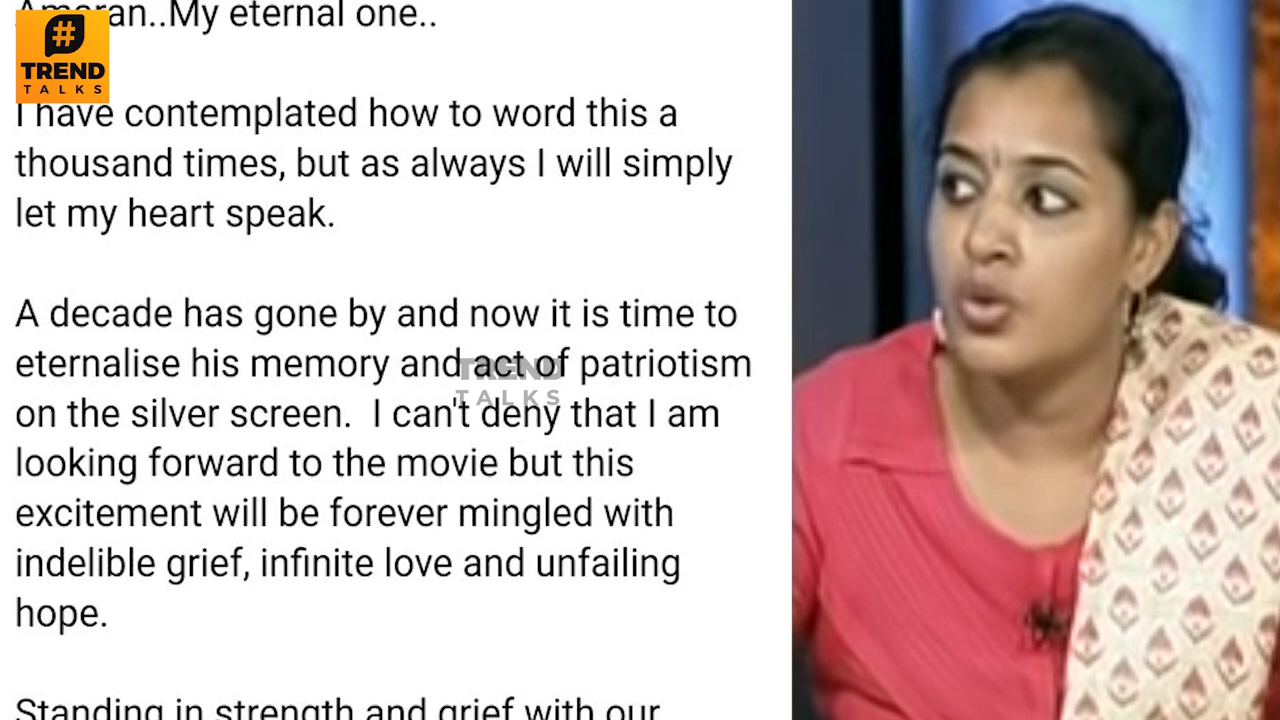 Amaran..My eternal one..
#
TREND
TALKS
I have contemplated how to word this a
thousand times, but as always I will simply
let my heart speak.
A decade has gone by and now it is time to
eternalise his memory and act of patriotism
on the silver screen.  I can't deny that I am
looking forward to the movie but this
excitement will be forever mingled with
indelible grief, infinite love and unfailing
hope.
TREND
TALKS
Standing in strength and grief with our